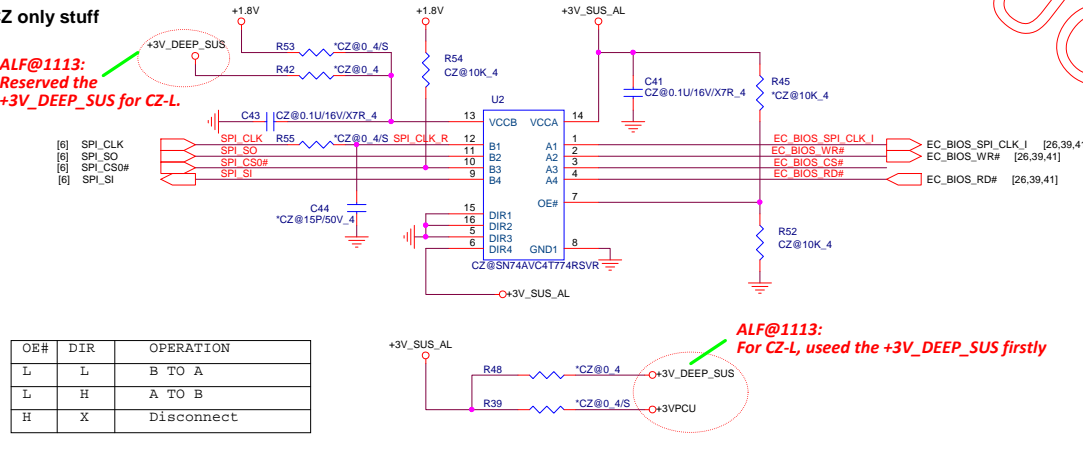 CZ only stuff
+1.8V
+1.8V
+3V_SUS_AL
+3V_DEEP_SUS
R53
*CZ@0_4/S
R42
*CZ@0_4
R54
CZ@10K_4
C41
CZ@0.1U/16V/X7R_4
R45
*CZ@10K_4
ALF@1113:
Reserved the
+3V_DEEP_SUS for CZ-L.
U2
C43
CZ@0.1U/16V/X7R_4
13
VCCB
VCCA
14
[6] SPI_CLK
SPI_CLK
R55
*CZ@0_4/S
SPI_CLK_R
12
B1
A1
1
EC_BIOS_SPI_CLK_I
EC_BIOS_SPI_CLK_I [26,39,41
[6] SPI_SO
SPI_SO
11
B2
A2
2
EC_BIOS_WR#
EC_BIOS_WR# [26,39,41]
[6] SPI_CS0#
SPI_CS0#
10
B3
A3
3
EC_BIOS_CS#
[6] SPI_SI
SPI_SI
9
B4
A4
4
EC_BIOS_RD#
EC_BIOS_RD# [26,39,41]
OE#
7
C44
*CZ@15P/50V_4
15
DIR1
16
DIR2
5
DIR3
6
DIR4
GND1
8
R52
CZ@10K_4
CZ@SN74AVC4T774RSVR
+3V_SUS_AL
OE# DIR OPERATION
L L B TO A
L H A TO B
H X Disconnect
+3V_SUS_AL
R48
*CZ@0_4
+3V_DEEP_SUS
R39
*CZ@0_4/S
+3VPCU
ALF@1113:
For CZ-L, useed the +3V_DEEP_SUS firstly